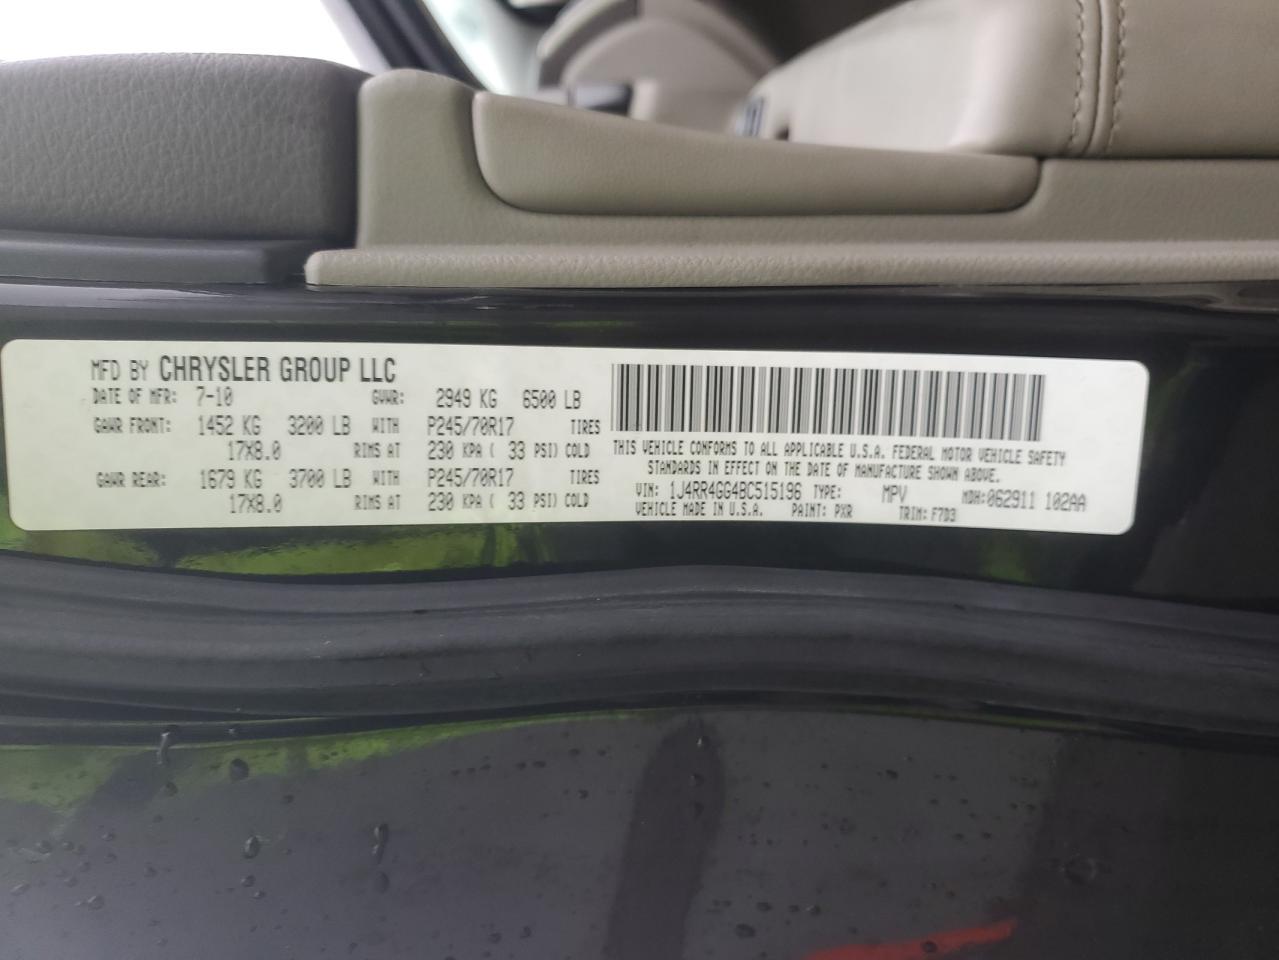 MFD BY CHRYSLER GROUP LLC
DATE OF MFR: 7-10 GVWR: 2949 KG 6500 LB
GAWR FRONT: 1452 KG 3200 LB WITH P245/70R17 TIRES
17X8.0 RIMS AT 230 KPA ( 33 PSI) COLD
GAWR REAR: 1679 KG 3700 LB WITH P245/70R17 TIRES
17X8.0 RIMS AT 230 KPA ( 33 PSI) COLD
THIS VEHICLE CONFORMS TO ALL APPLICABLE U.S.A. FEDERAL MOTOR VEHICLE SAFETY
STANDARDS IN EFFECT ON THE DATE OF MANUFACTURE SHOWN ABOVE.
VIN: 1J4RR4GG4BC515196 TYPE: MPV MDH:062911 102AA
VEHICLE MADE IN U.S.A. PAINT: PXR TRIM: F7D3